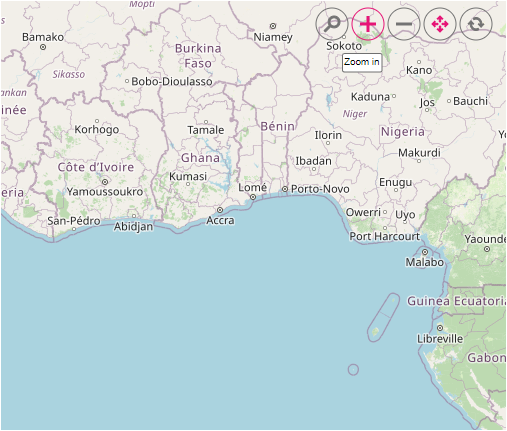 Mopti
Bamako
Niamey
Sokoto
Zoom in
Burkina
Faso
Sikasso
Bobo-Dioulasso
Kano
Kaduna
Bauchi
Jos
Niger
Korhogo
Tamale
Bénin
Ilorin
Nigeria
Ghana
Makurdi
Ibadan
Côte d'Ivoire
Kumasi
Enugu
Yamoussoukro
Lomé
Porto-Novo
San-Pédro
Accra
Owerri
Uyo
Abidjan
Port Harcourt
Yaounde
Malabo
Guinea Ecuatoria
Libreville
Gabon